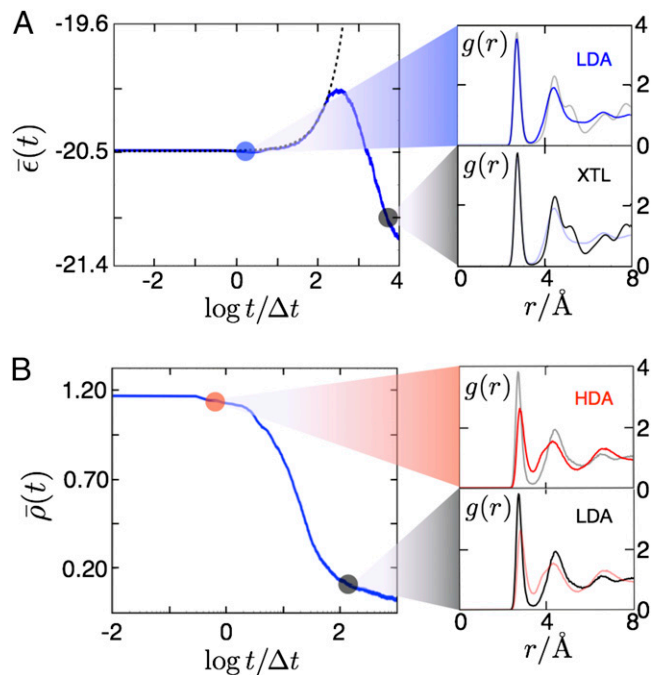 A
-19.6
-20.5
-21.4
ε̄(t)
-2 0 2 4
log t/Δt
g(r) LDA
4
2
0
g(r) XTL
4
2
0
0 4 8
r/Å
B
1.20
0.70
0.20
ρ̄(t)
-2 0 2
log t/Δt
g(r) HDA
4
2
g(r) LDA
0
2
0
0 4 8
r/Å